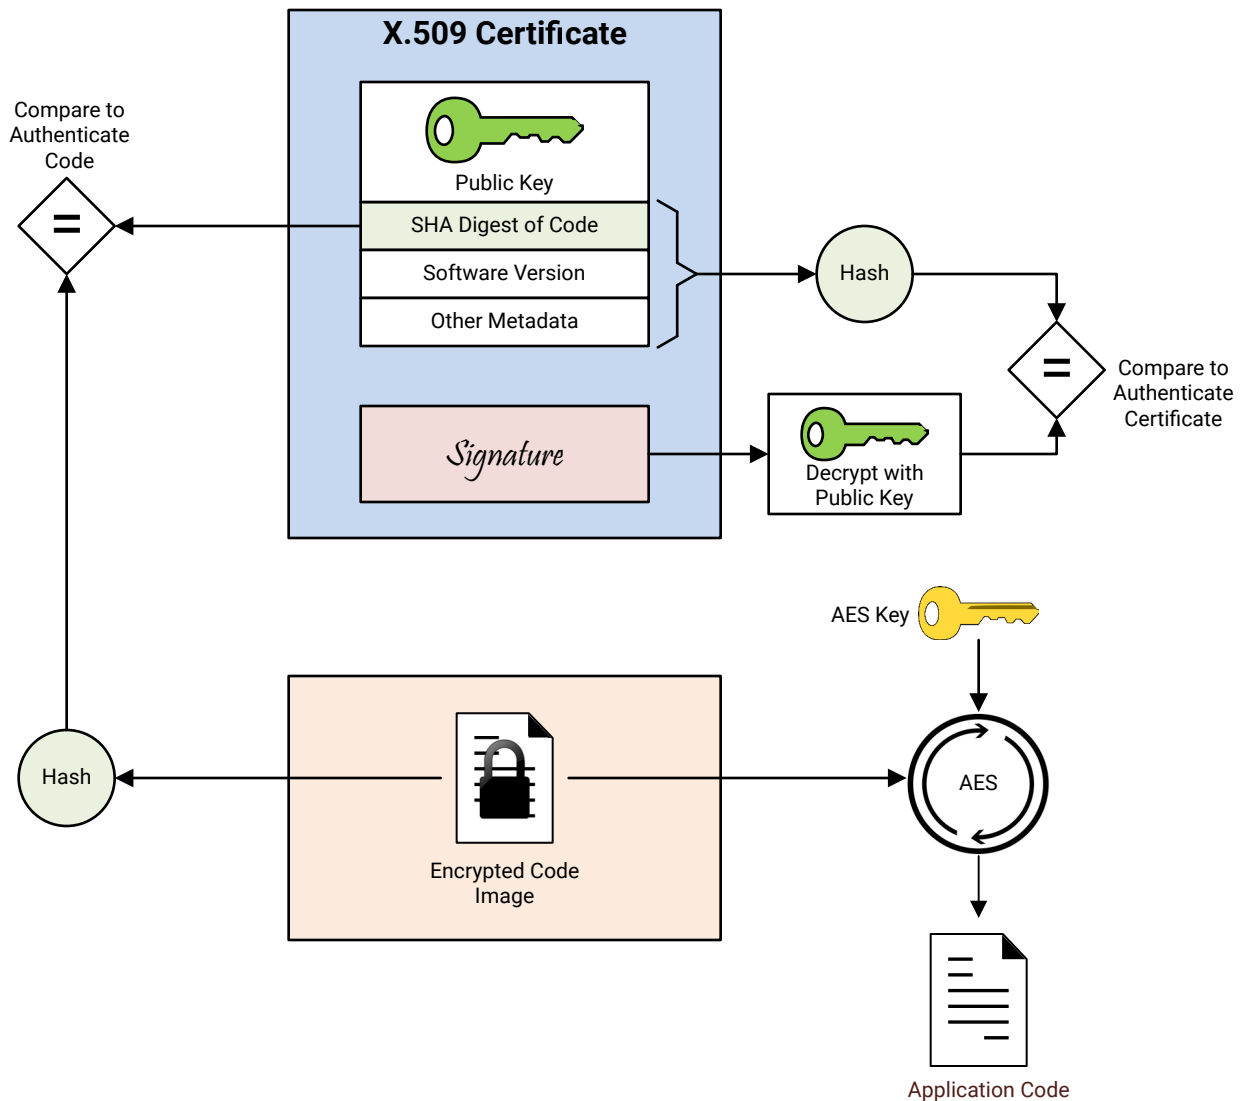 X.509 Certificate
Compare to
Authenticate
Code
=
Public Key
SHA Digest of Code
Software Version
Other Metadata
Hash
=
Compare to
Authenticate
Certificate
Signature
Decrypt with
Public Key
AES Key
Hash
AES
Encrypted Code
Image
Application Code